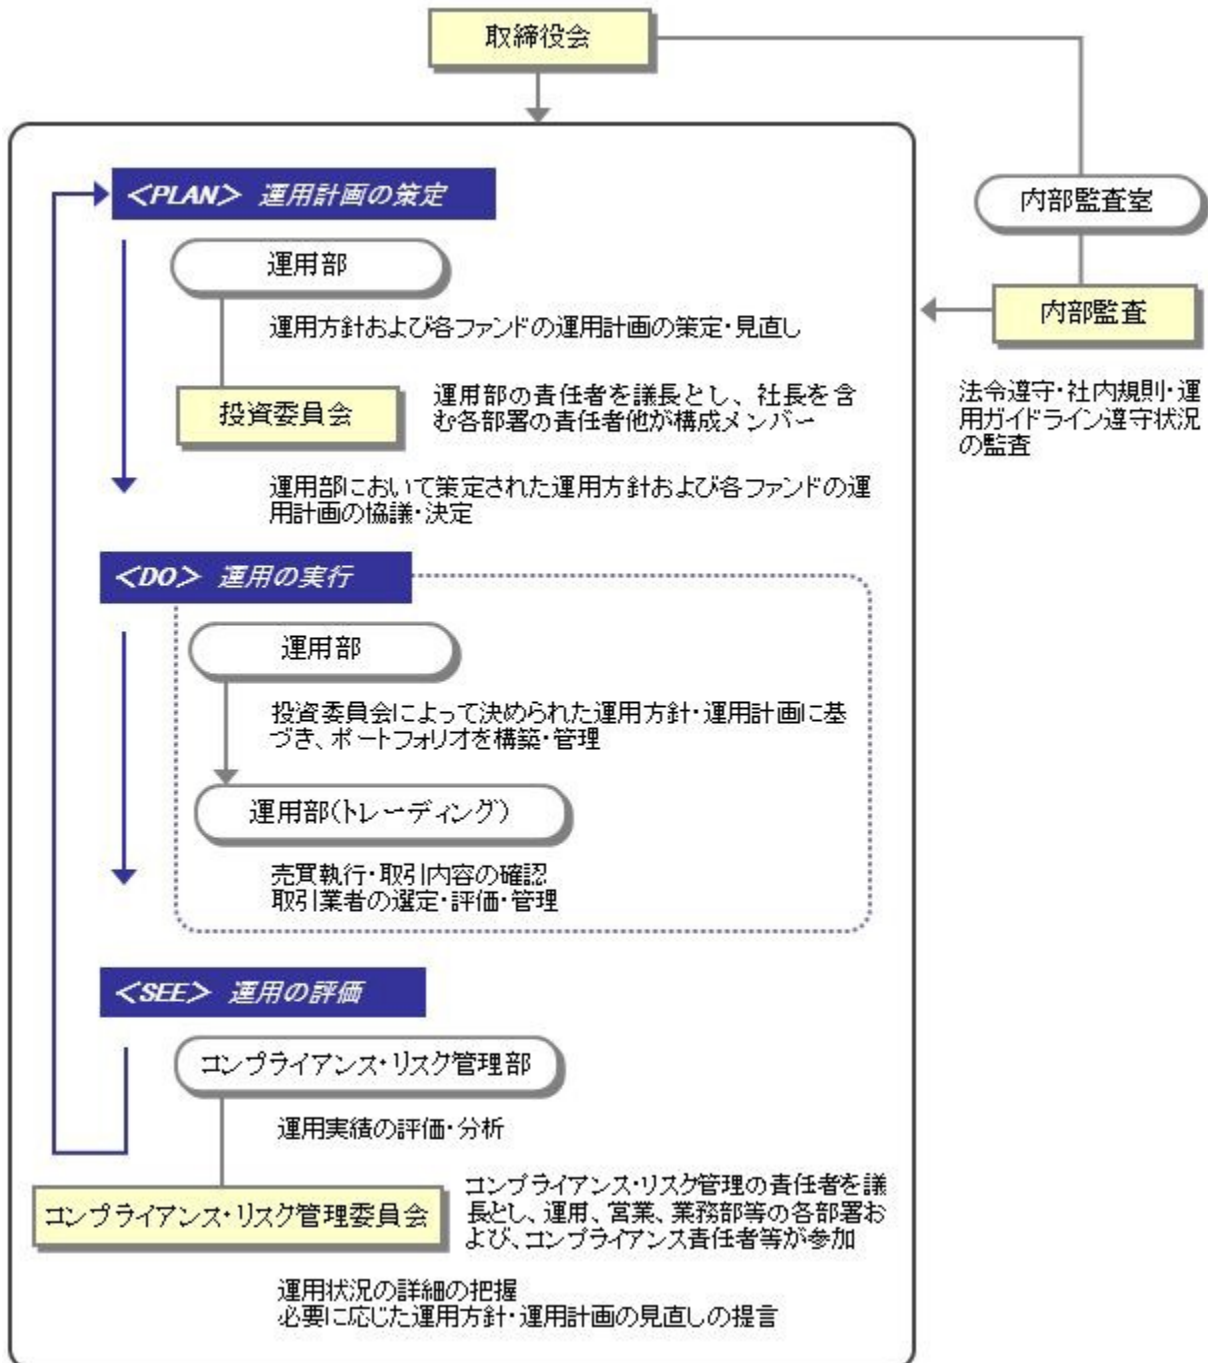 取締役会
＜PLAN＞ 運用計画の策定
運用部
運用方針および各ファンドの運用計画の策定・見直し
投資委員会
運用部の責任者を議長とし、社長を含
む各部署の責任者他が構成メンバー
運用部において策定された運用方針および各ファンドの運
用計画の協議・決定
内部監査室
内部監査
法令遵守・社内規則・運
用ガイドライン遵守状況
の監査
＜DO＞ 運用の実行
運用部
投資委員会によって決められた運用方針・運用計画に基
づき、ポートフォリオを構築・管理
運用部(トレーディング)
売買執行・取引内容の確認
取引業者の選定・評価・管理
＜SEE＞ 運用の評価
コンプライアンス・リスク管理部
運用実績の評価・分析
コンプライアンス・リスク管理委員会
コンプライアンス・リスク管理の責任者を議
長とし、運用、営業、業務部等の各部署お
よび、コンプライアンス責任者等が参加
運用状況の詳細の把握
必要に応じた運用方針・運用計画の見直しの提言